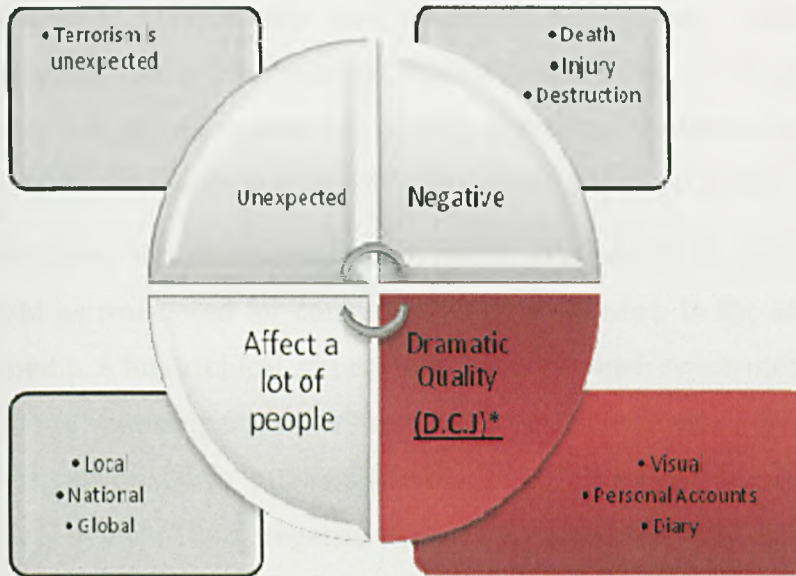 • Terrorism is
unexpected
• Death
• Injury
• Destruction
Unexpected
Negative
Affect a
lot of
people
Dramatic
Quality
(D.C.J)*
• Local
• National
• Global
• Visual
• Personal Accounts
• Diary